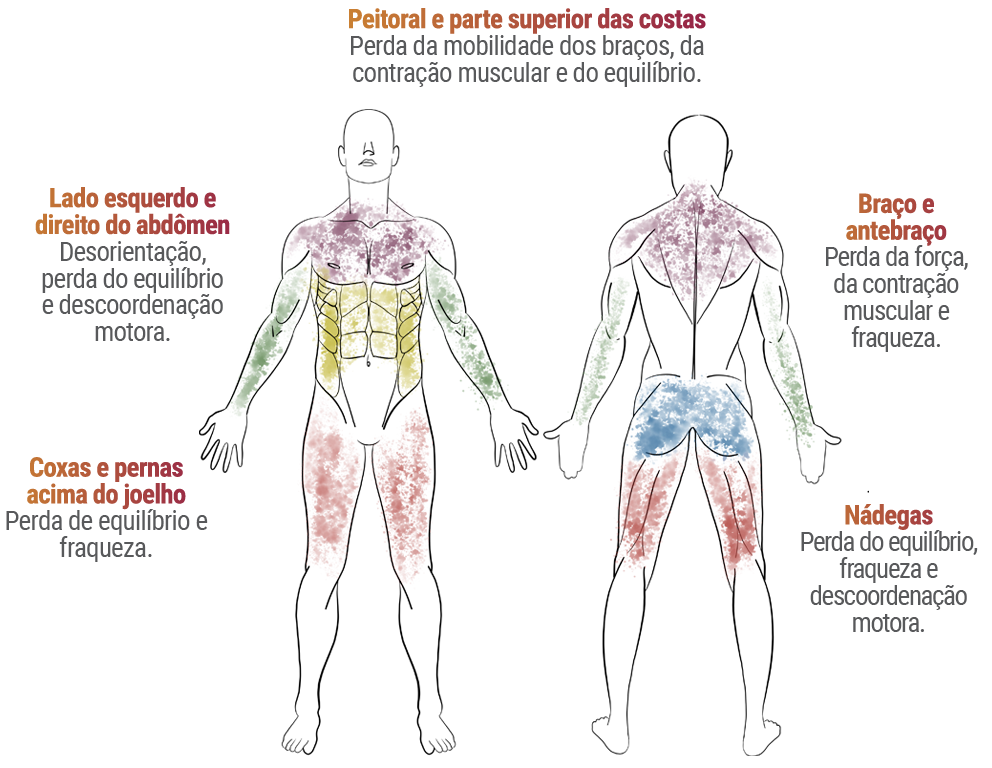 Peitoral e parte superior das costas
Perda da mobilidade dos braços, da
contração muscular e do equilíbrio.
Lado esquerdo e
direito do abdômen
Desorientação,
perda do equilíbrio
e descoordenação
motora.
Braço e
antebraço
Perda da força,
da contração
muscular e
fraqueza.
Coxas e pernas
acima do joelho
Perda de equilíbrio e
fraqueza.
Nádegas
Perda do equilíbrio,
fraqueza e
descoordenação
motora.